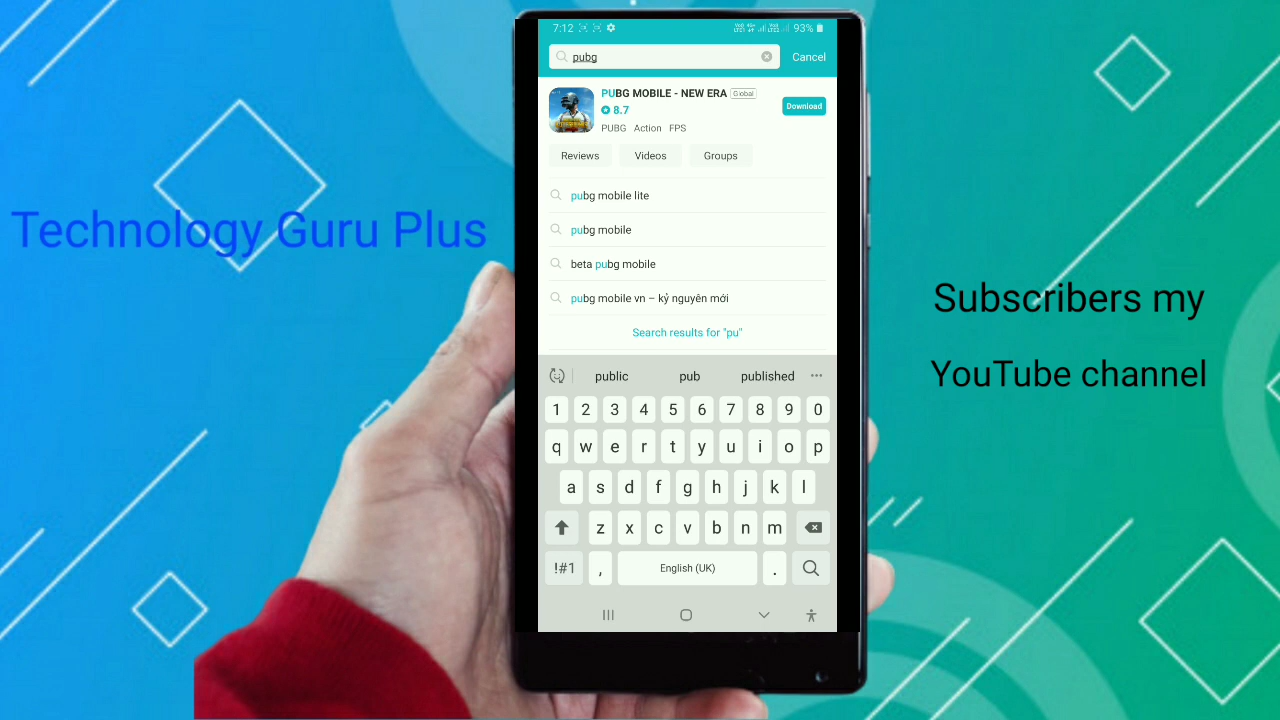 Technology Guru Plus
7:12
93%
pubg
Cancel
PUBG MOBILE - NEW ERA Global
8.7
PUBG Action FPS
Download
Reviews Videos Groups
pubg mobile lite
pubg mobile
beta pubg mobile
pubg mobile vn – kỷ nguyên mới
Search results for "pu"
public pub published
1 2 3 4 5 6 7 8 9 0
q w e r t y u i o p
a s d f g h j k l
z x c v b n m
!#1 , English (UK) .
Subscribers my
YouTube channel